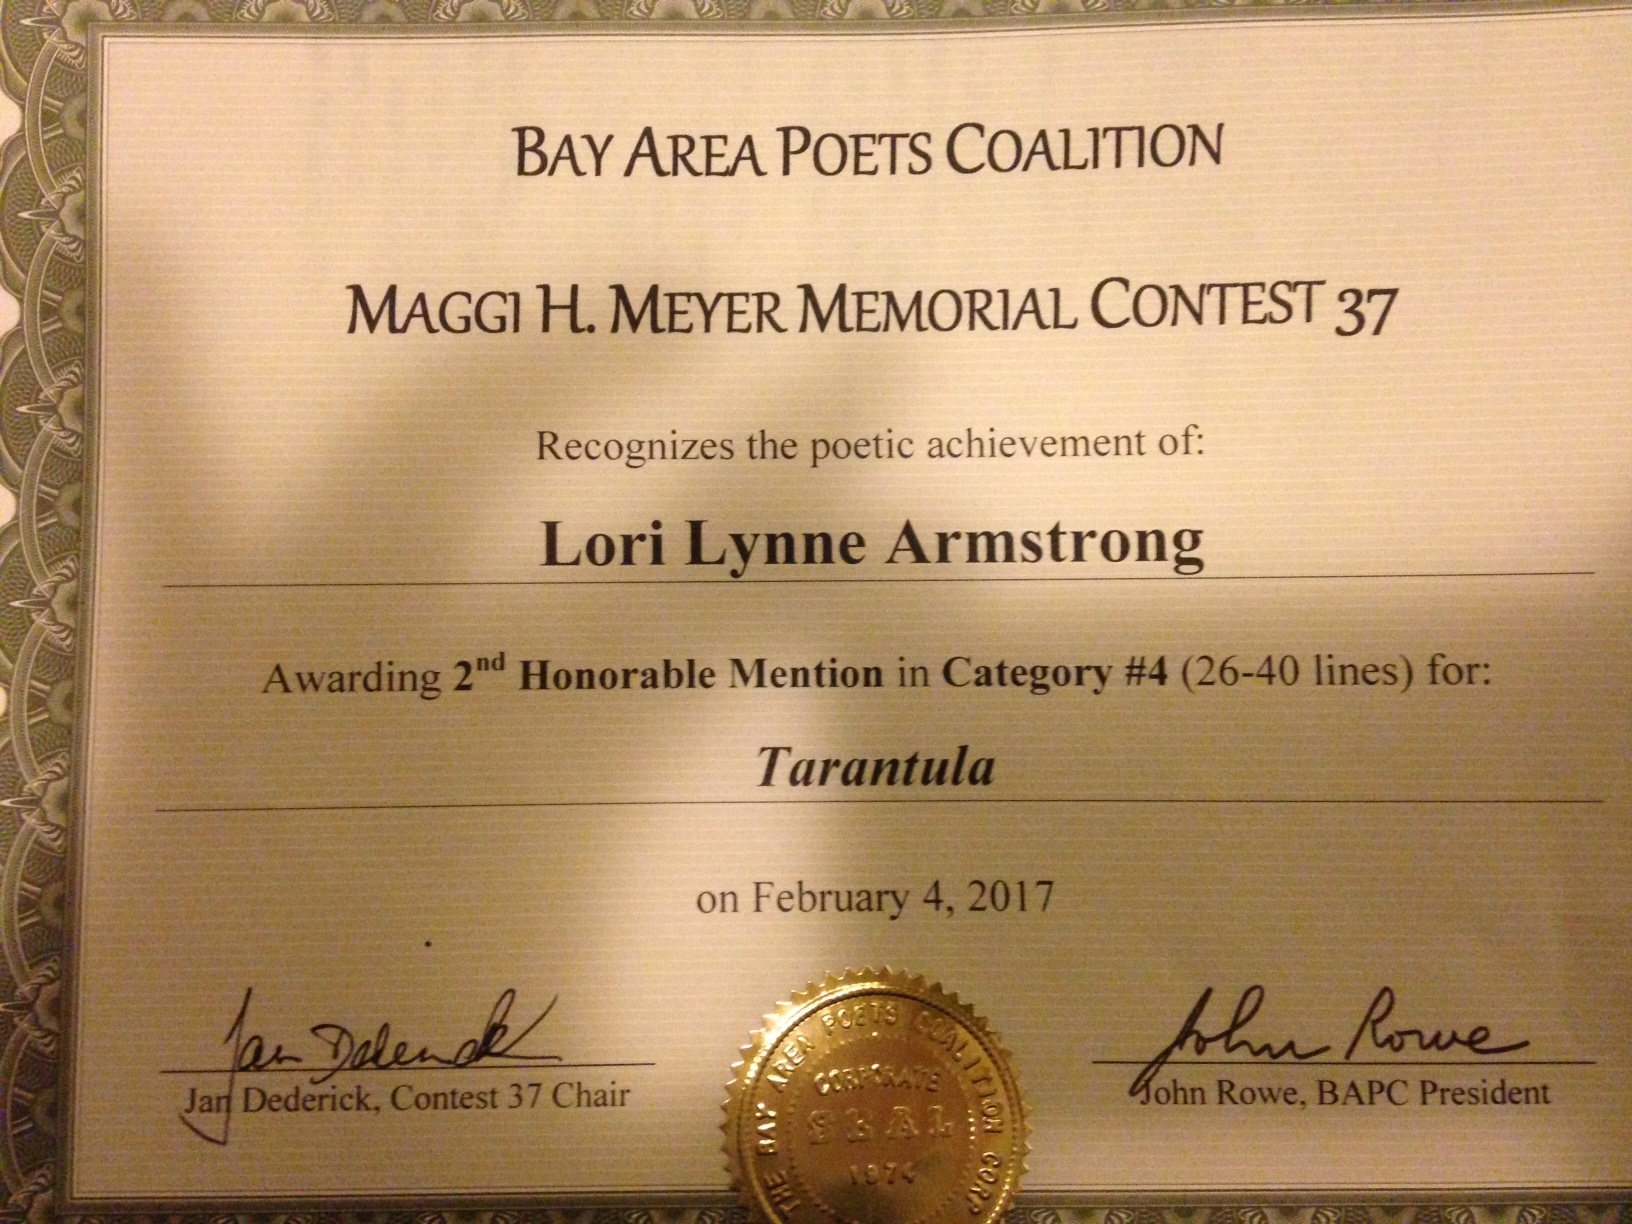 BAY AREA POETS COALITION
MAGGI H. MEYER MEMORIAL CONTEST 37
Recognizes the poetic achievement of:
Lori Lynne Armstrong
Awarding 2nd Honorable Mention in Category #4 (26-40 lines) for:
Tarantula
on February 4, 2017
Jan Dederick
Jan Dederick, Contest 37 Chair
John Rowe
John Rowe, BAPC President
THE BAY AREA POETS COALITION CORP
CORPORATE
SEAL
1974